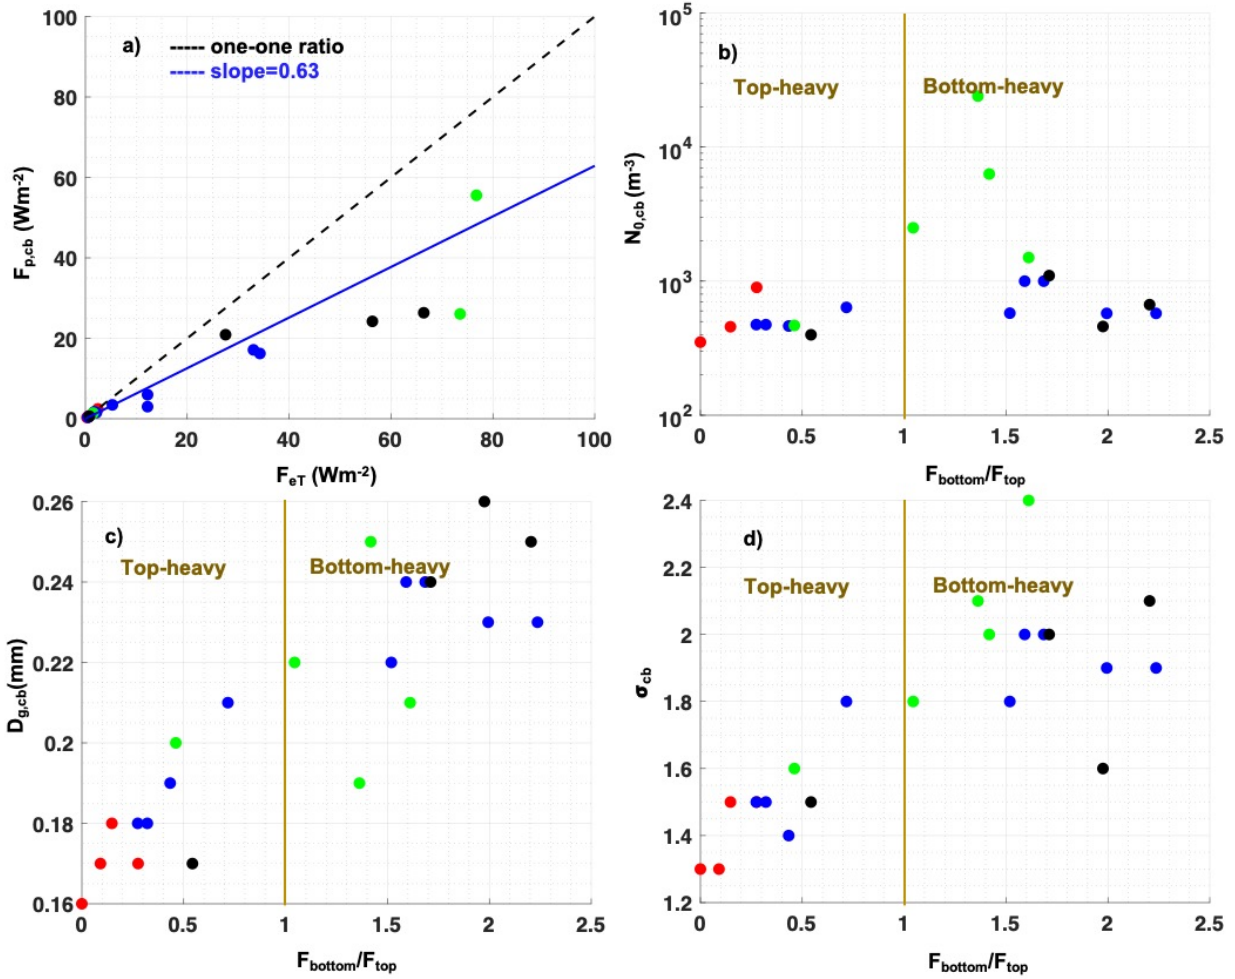 a)
----- one-one ratio
----- slope=0.63
100
80
60
40
20
0
F_p,cb (Wm-2)
0 20 40 60 80 100
F_eT (Wm-2)
b)
Top-heavy
Bottom-heavy
10^5
10^4
10^3
10^2
N_0,cb (m-3)
0 0.5 1 1.5 2 2.5
F_bottom/F_top
c)
Top-heavy
Bottom-heavy
0.26
0.24
0.22
0.2
0.18
0.16
D_g,cb(mm)
0 0.5 1 1.5 2 2.5
F_bottom/F_top
d)
Top-heavy
Bottom-heavy
2.4
2.2
2
1.8
1.6
1.4
1.2
σ_cb
0 0.5 1 1.5 2 2.5
F_bottom/F_top